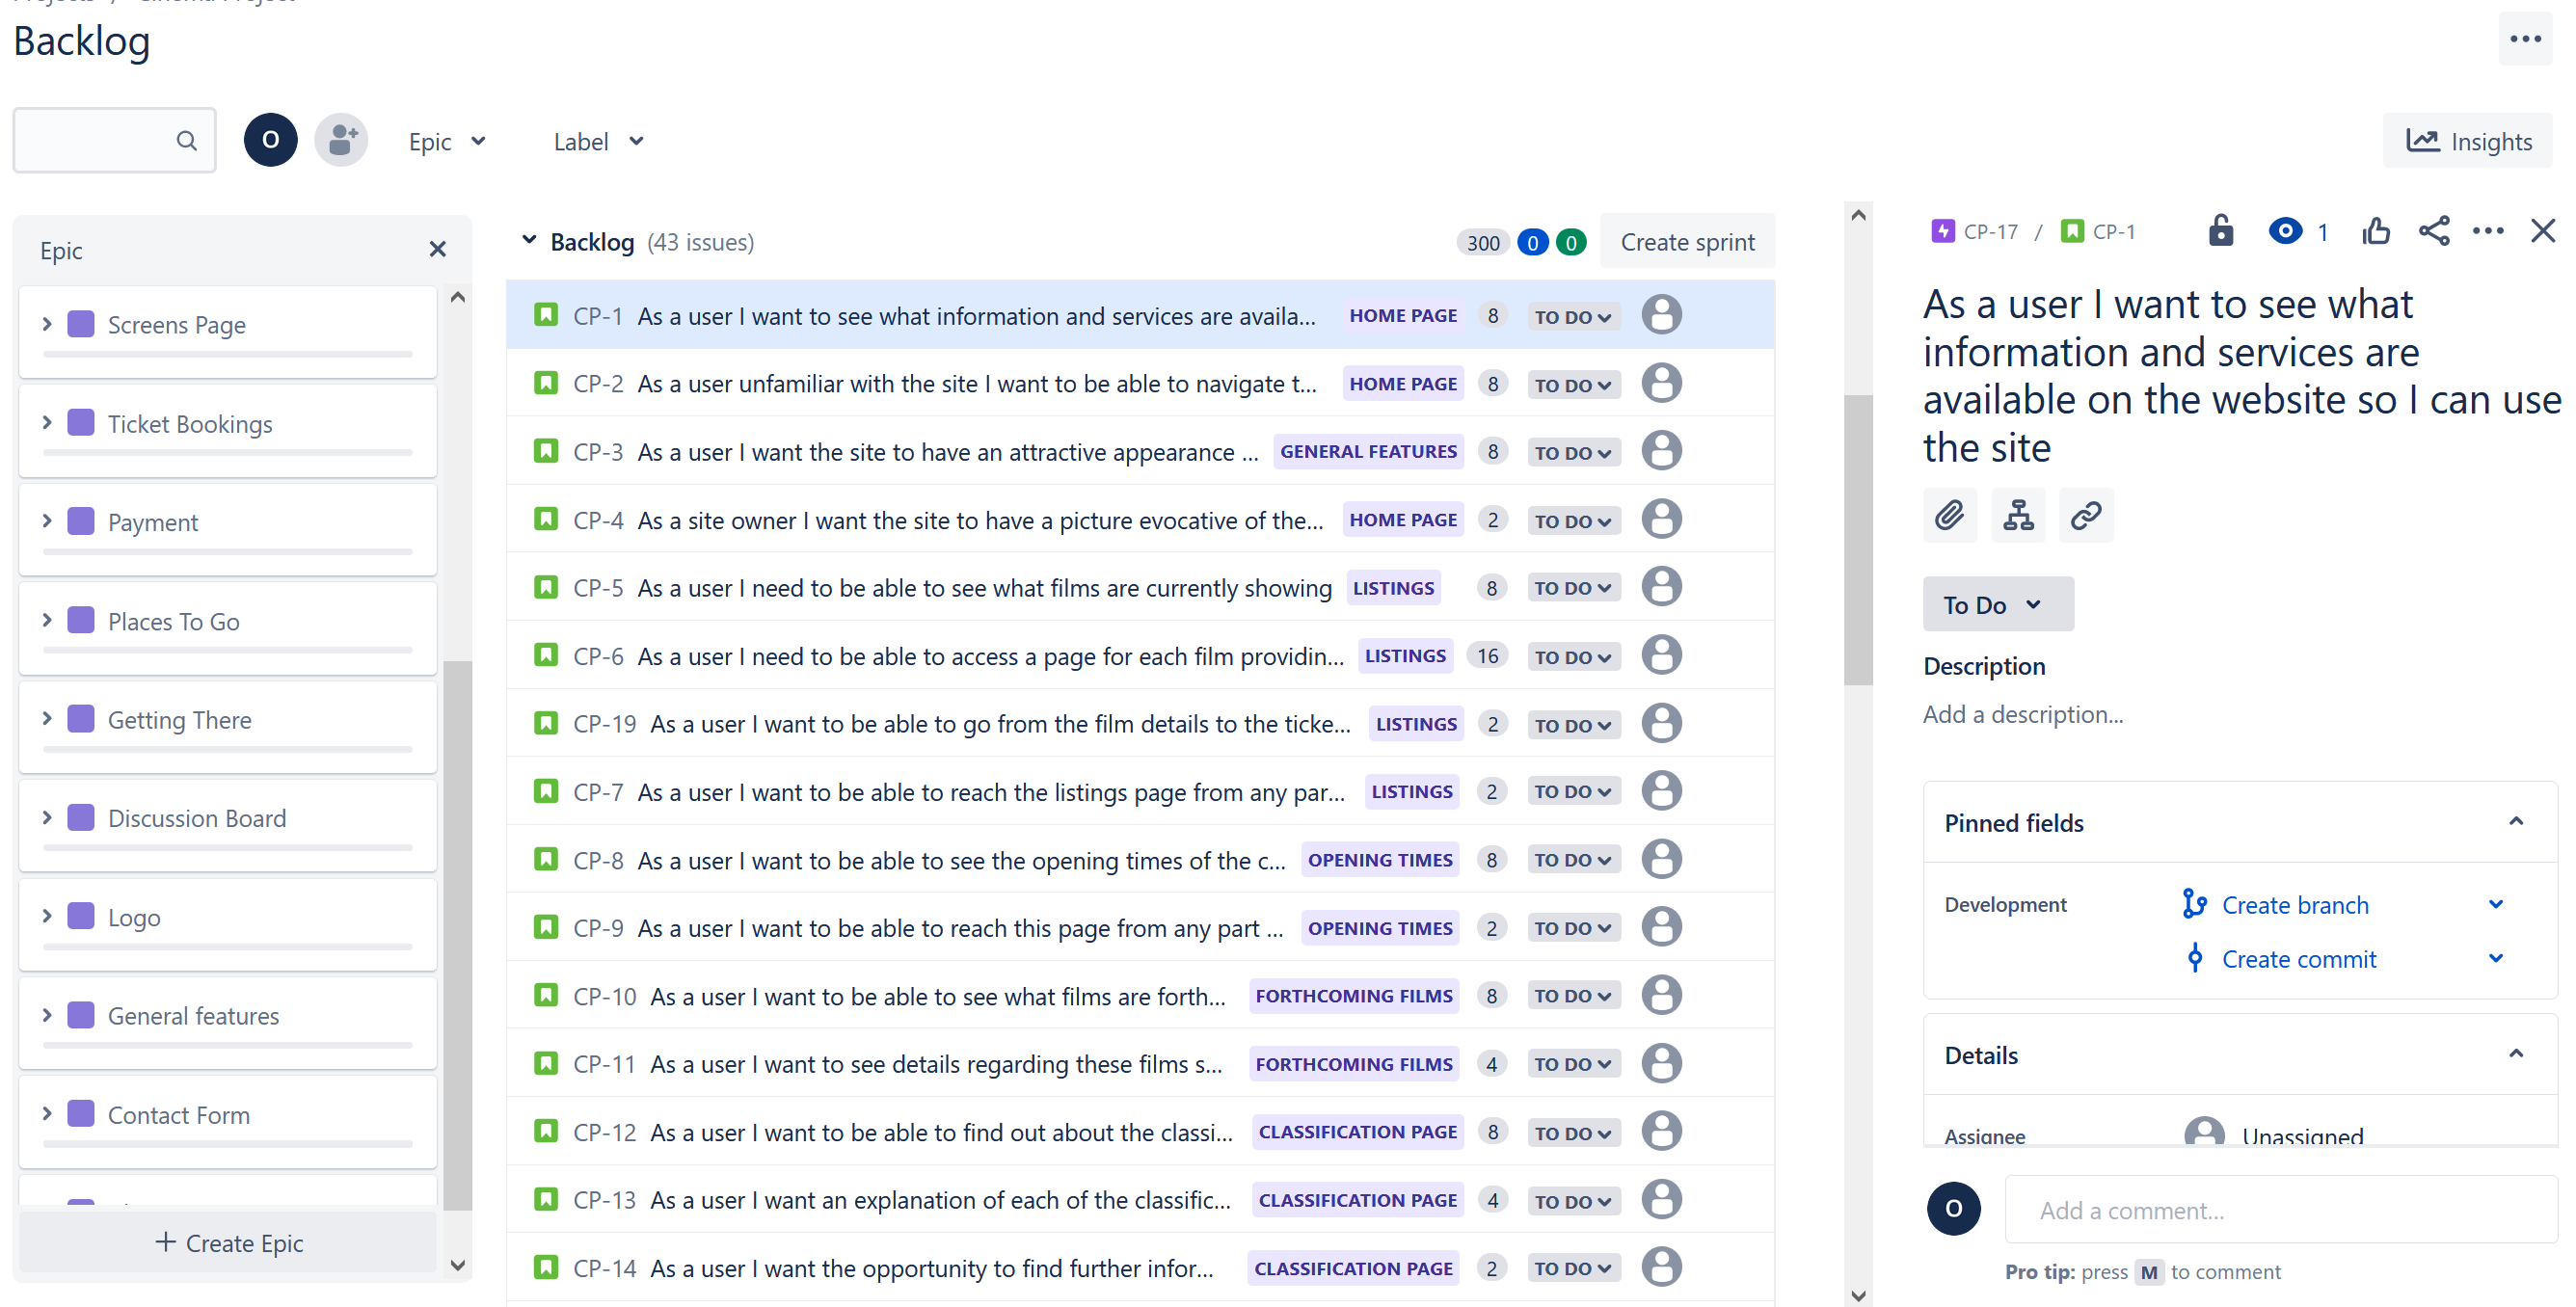 Projects / Cinema Project
Backlog
O
Epic
Label
Insights
Epic
Screens Page
Ticket Bookings
Payment
Places To Go
Getting There
Discussion Board
Logo
General features
Contact Form
+ Create Epic
Backlog (43 issues) 300 0 0 Create sprint
CP-1 As a user I want to see what information and services are availa... HOME PAGE 8 TO DO
CP-2 As a user unfamiliar with the site I want to be able to navigate t... HOME PAGE 8 TO DO
CP-3 As a user I want the site to have an attractive appearance ... GENERAL FEATURES 8 TO DO
CP-4 As a site owner I want the site to have a picture evocative of the... HOME PAGE 2 TO DO
CP-5 As a user I need to be able to see what films are currently showing LISTINGS 8 TO DO
CP-6 As a user I need to be able to access a page for each film providin... LISTINGS 16 TO DO
CP-19 As a user I want to be able to go from the film details to the ticke... LISTINGS 2 TO DO
CP-7 As a user I want to be able to reach the listings page from any par... LISTINGS 2 TO DO
CP-8 As a user I want to be able to see the opening times of the c... OPENING TIMES 8 TO DO
CP-9 As a user I want to be able to reach this page from any part ... OPENING TIMES 2 TO DO
CP-10 As a user I want to be able to see what films are forth... FORTHCOMING FILMS 8 TO DO
CP-11 As a user I want to see details regarding these films s... FORTHCOMING FILMS 4 TO DO
CP-12 As a user I want to be able to find out about the classi... CLASSIFICATION PAGE 8 TO DO
CP-13 As a user I want an explanation of each of the classific... CLASSIFICATION PAGE 4 TO DO
CP-14 As a user I want the opportunity to find further infor... CLASSIFICATION PAGE 2 TO DO
CP-17 / CP-1 1
As a user I want to see what
information and services are
available on the website so I can use
the site
To Do
Description
Add a description...
Pinned fields
Development Create branch
Create commit
Details
Assignee Unassigned
O Add a comment...
Pro tip: press M to comment